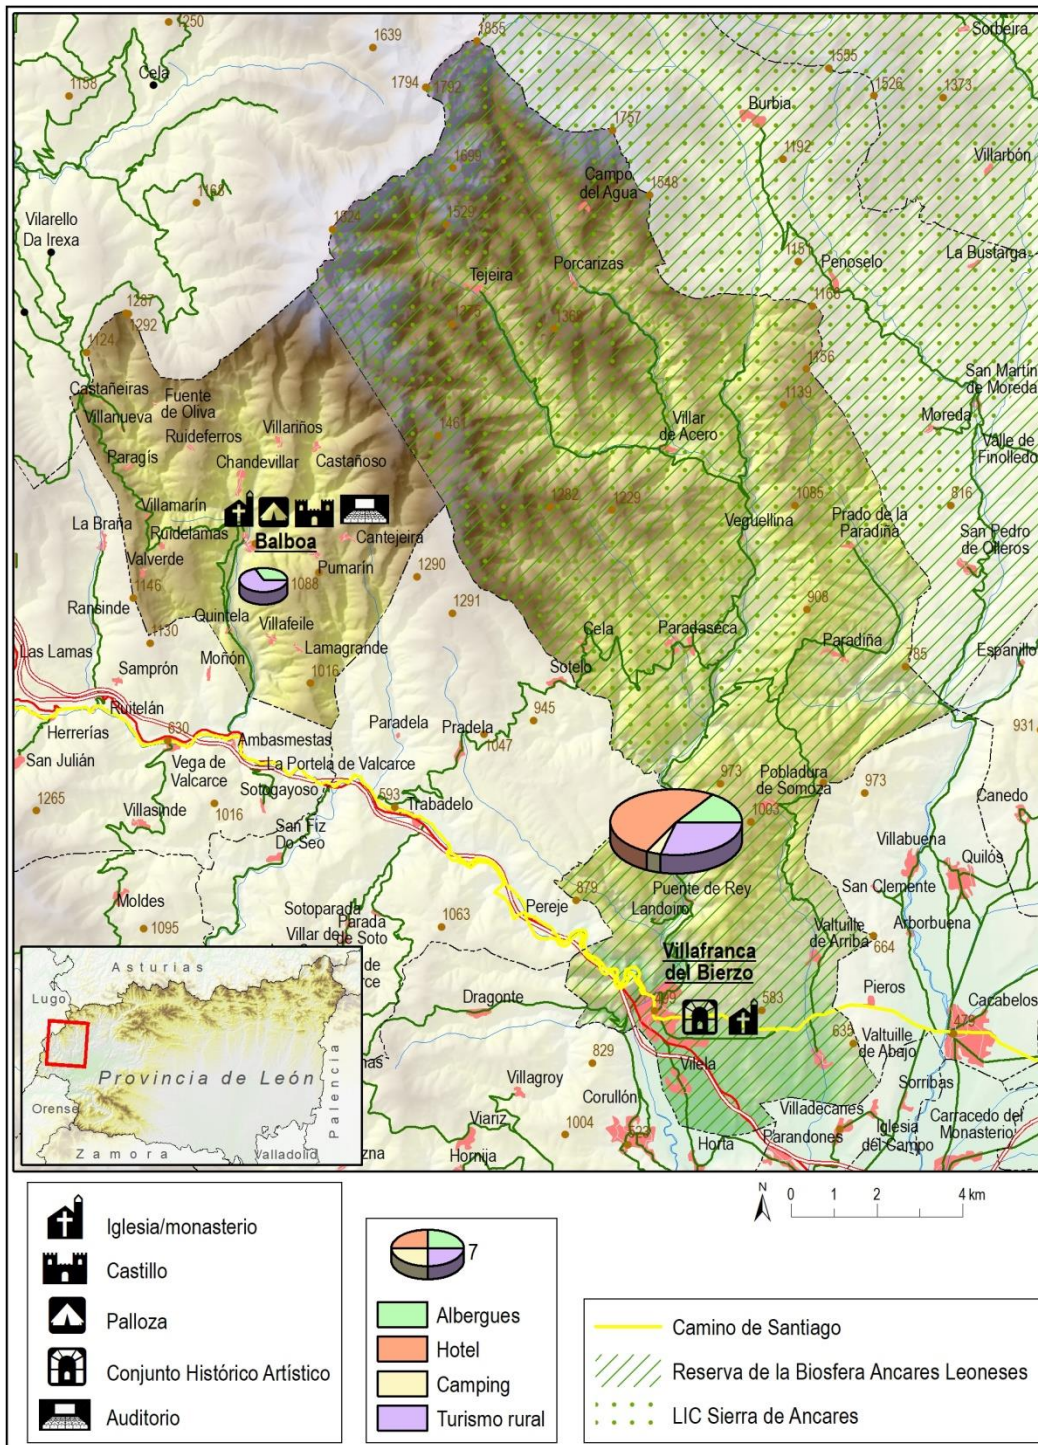 1250
1855
Sorbeira
1639
1555
Cela
1794
1792
1526
1373
1158
Burbia
1757
1192
Villarbón
1699
Campo
del Agua
1548
1168
1529
1324
Vilarello
Da Irexa
1151
La Bustarga
Penoselo
Porcarizas
Tejeira
1168
1287
1292
1124
1156
San Martín
de Moreda
1139
Castañeiras
Fuente
de Oliva
Villanueva
Moreda
Villar
de Acero
Ruideferros
Villariños
1461
Valle de
Finolledo
Paragís
Castañoso
Chandevillar
1282
1229
1085
816
Villamarín
Veguellina
Prado de la
Paradiña
La Braña
Ruidelamas
Balboa
Cantejeira
San Pedro
de Olleros
Valverde
Pumarín
1290
1088
1146
Ransinde
1291
908
Quintela
1130
Villafeile
Cela
Paradaseca
Paradiña
Las Lamas
Moñón
Lamagrande
Sotelo
785
Espanillo
Samprón
1016
Ruitelán
945
Paradela
Pradela
931
Herrerías
630
Ambasmestas
1047
San Julián
Vega de
Valcarce
La Portela de Valcarce
973
Pobladura
de Somoza
973
Sotogayoso
593
Trabadelo
1265
1016
1003
Canedo
Villasinde
San Fiz
Do Seo
Villabuena
Quilós
Puente de Rey
879
San Clemente
Moldes
Landoiro
Sotoparada
Pereje
Parada
de Soto
Villar de
1095
1063
Valtuille
de Arriba
Arborbuena
664
Villafranca
del Bierzo
Asturias
Lugo
Dragonte
Pieros
Cacabelos
583
479
635
Valtuille
de Abajo
829
Provincia de León
Palencia
Vilela
Villagroy
Sorribas
Orense
Corullón
Villadecanes
Viariz
1004
523
Iglesia
del Campo
Carracedo del
Monasterio
Parandones
Horta
Zamora
Valladolid
Hornija
N
0 1 2 4 km
Iglesia/monasterio
Castillo
Palloza
Conjunto Histórico Artístico
Auditorio
7
Albergues
Hotel
Camping
Turismo rural
Camino de Santiago
Reserva de la Biosfera Ancares Leoneses
LIC Sierra de Ancares